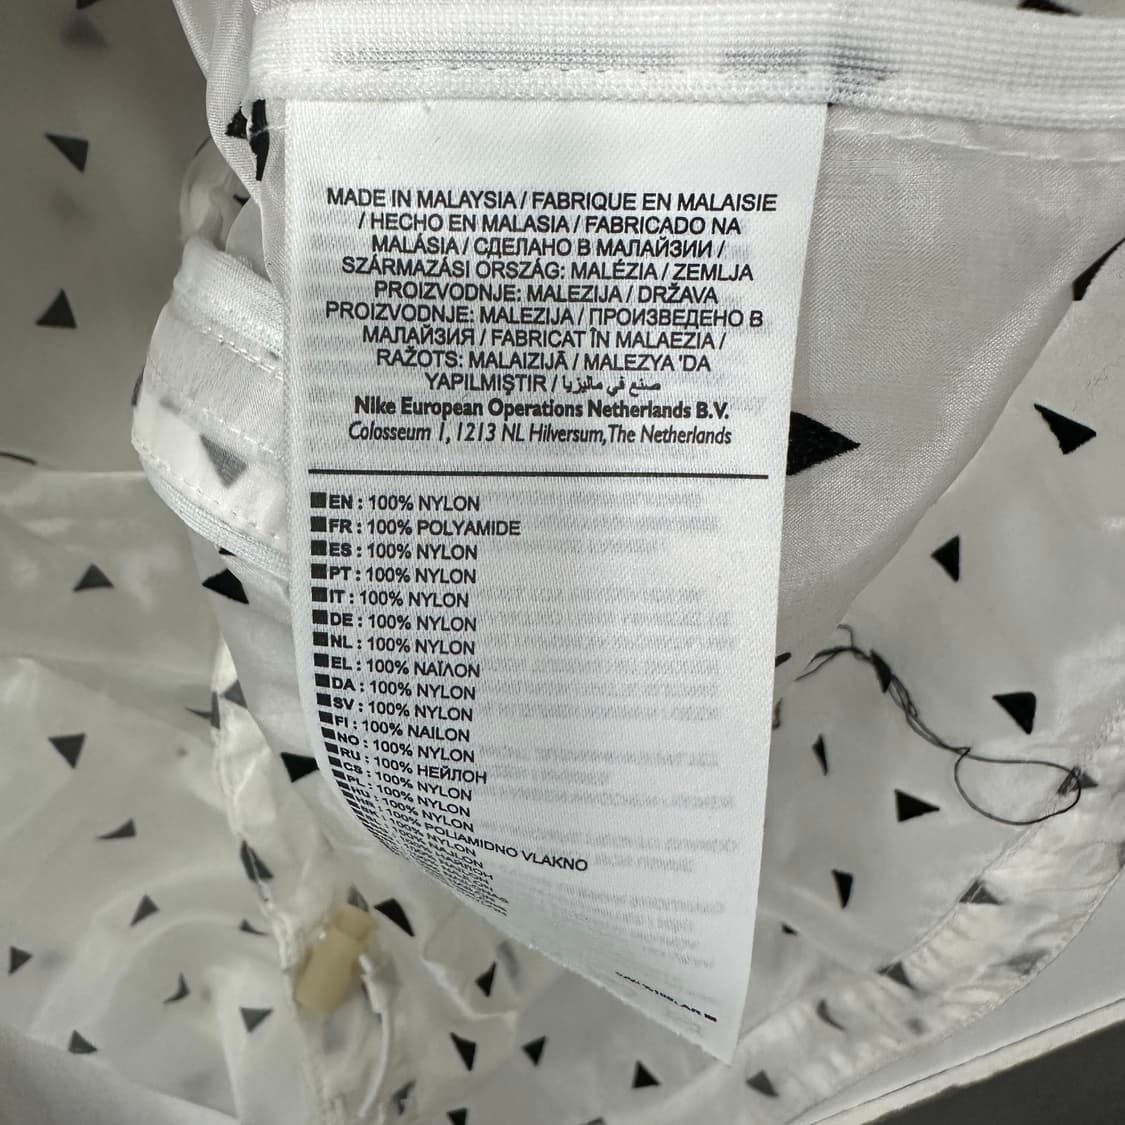 MADE IN MALAYSIA / FABRIQUE EN MALAISIE
/ HECHO EN MALASIA / FABRICADO NA
MALÁSIA / СДЕЛАНО В МАЛАЙЗИИ /
SZÁRMAZÁSI ORSZÁG: MALÉZIA / ZEMLJA
PROIZVODNJE: MALEZIJA / DRŽAVA
PROIZVODNJE: MALEZIJA / ПРОИЗВЕДЕНО В
МАЛАЙЗИЯ / FABRICAT ÎN MALAEZIA /
RAŽOTS: MALAIZIJĀ / MALEZYA 'DA
YAPILMIŞTIR / صنع في ماليزيا
Nike European Operations Netherlands B.V.
Colosseum 1, 1213 NL Hilversum, The Netherlands
EN : 100% NYLON
FR : 100% POLYAMIDE
ES : 100% NYLON
PT : 100% NYLON
IT : 100% NYLON
DE : 100% NYLON
NL : 100% NYLON
EL : 100% ΝΑΪΛΟΝ
DA : 100% NYLON
SV : 100% NYLON
FI : 100% NAILON
NO : 100% NYLON
RU : 100% НЕЙЛОН
CS : 100% NYLON
PL : 100% NYLON
HU : 100% NYLON
HR : 100% POLIAMIDNO VLAKNO
100% NYLON
100% NAJLON